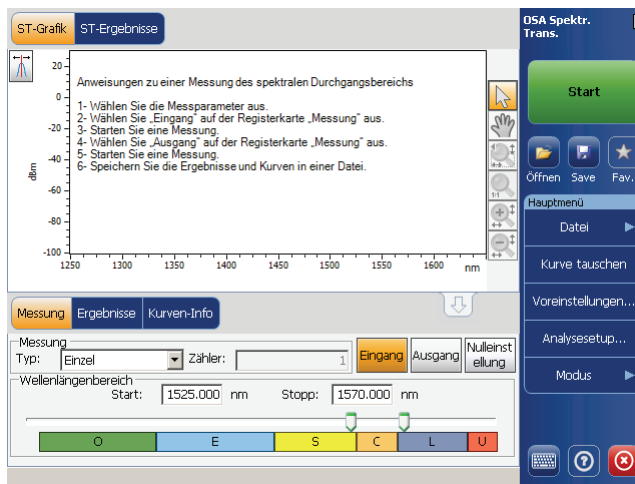 ST-Grafik
ST-Ergebnisse
OSA Spektr.
Trans.
20
0
-20
-40
-60
-80
-100
dBm
Anweisungen zu einer Messung des spektralen Durchgangsbereichs
1- Wählen Sie die Messparameter aus.
2- Wählen Sie „Eingang" auf der Registerkarte „Messung" aus.
3- Starten Sie eine Messung.
4- Wählen Sie „Ausgang" auf der Registerkarte „Messung" aus.
5- Starten Sie eine Messung.
6- Speichern Sie die Ergebnisse und Kurven in einer Datei.
1250 1300 1350 1400 1450 1500 1550 1600 nm
Start
Öffnen Save Fav.
Hauptmenü
Datei
Kurve tauschen
Voreinstellungen...
Analysesetup...
Modus
Messung Ergebnisse Kurven-Info
Messung
Typ: Einzel Zähler: 1
Eingang
Ausgang
Nulleinst
ellung
Wellenlängenbereich
Start: 1525.000 nm Stopp: 1570.000 nm
O E S C L U